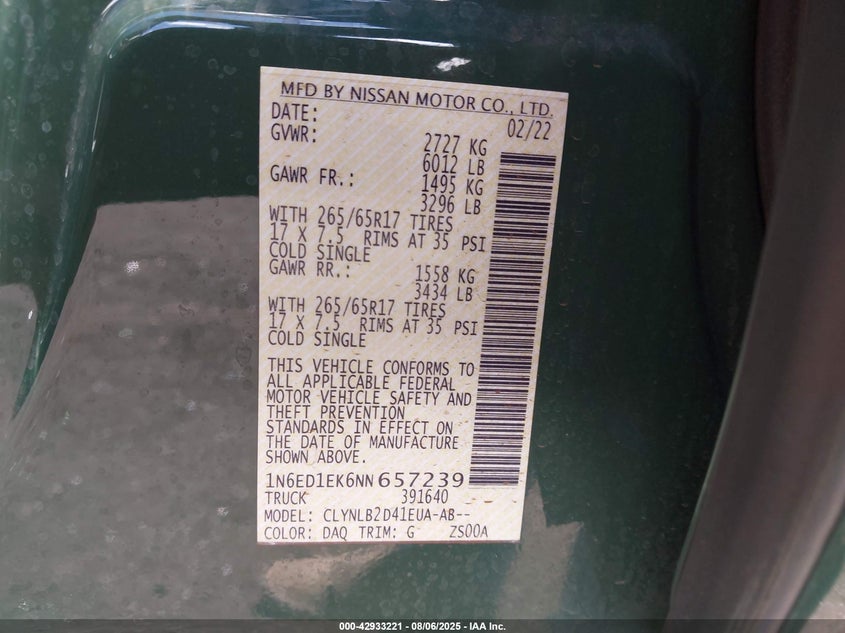 MFD BY NISSAN MOTOR CO., LTD.
DATE: 02/22
GVWR: 2727 KG
6012 LB
GAWR FR.: 1495 KG
3296 LB
WITH 265/65R17 TIRES
17 X 7.5 RIMS AT 35 PSI
COLD SINGLE
GAWR RR.: 1558 KG
3434 LB
WITH 265/65R17 TIRES
17 X 7.5 RIMS AT 35 PSI
COLD SINGLE
THIS VEHICLE CONFORMS TO
ALL APPLICABLE FEDERAL
MOTOR VEHICLE SAFETY AND
THEFT PREVENTION
STANDARDS IN EFFECT ON
THE DATE OF MANUFACTURE
SHOWN ABOVE.
1N6ED1EK6NN657239
TRUCK 391640
MODEL: CLYNLB2D41EUA-AB--
COLOR: DAQ TRIM: G ZS00A
000-42933221 - 08/06/2025 - IAA Inc.